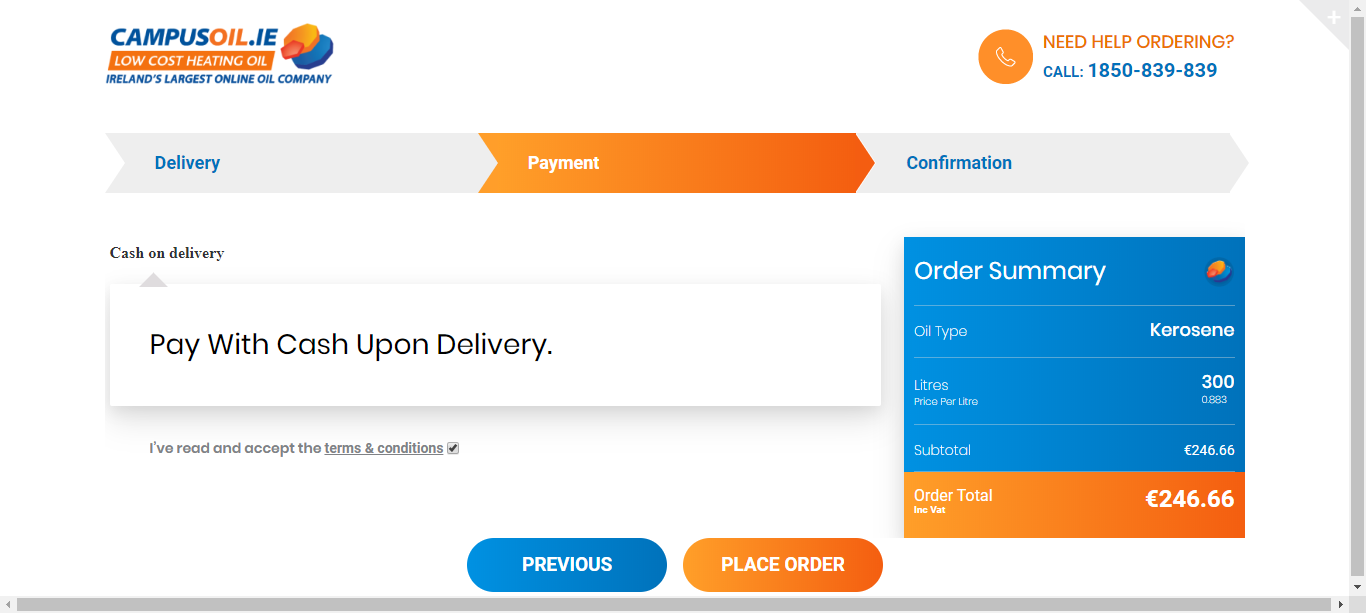 CAMPUSOIL.IE
LOW COST HEATING OIL
IRELAND'S LARGEST ONLINE OIL COMPANY
NEED HELP ORDERING?
CALL: 1850-839-839
Delivery
Payment
Confirmation
Cash on delivery
Pay With Cash Upon Delivery.
I've read and accept the terms & conditions
Order Summary
Oil Type Kerosene
Litres 300
Price Per Litre 0.883
Subtotal €246.66
Order Total €246.66
Inc Vat
PREVIOUS
PLACE ORDER